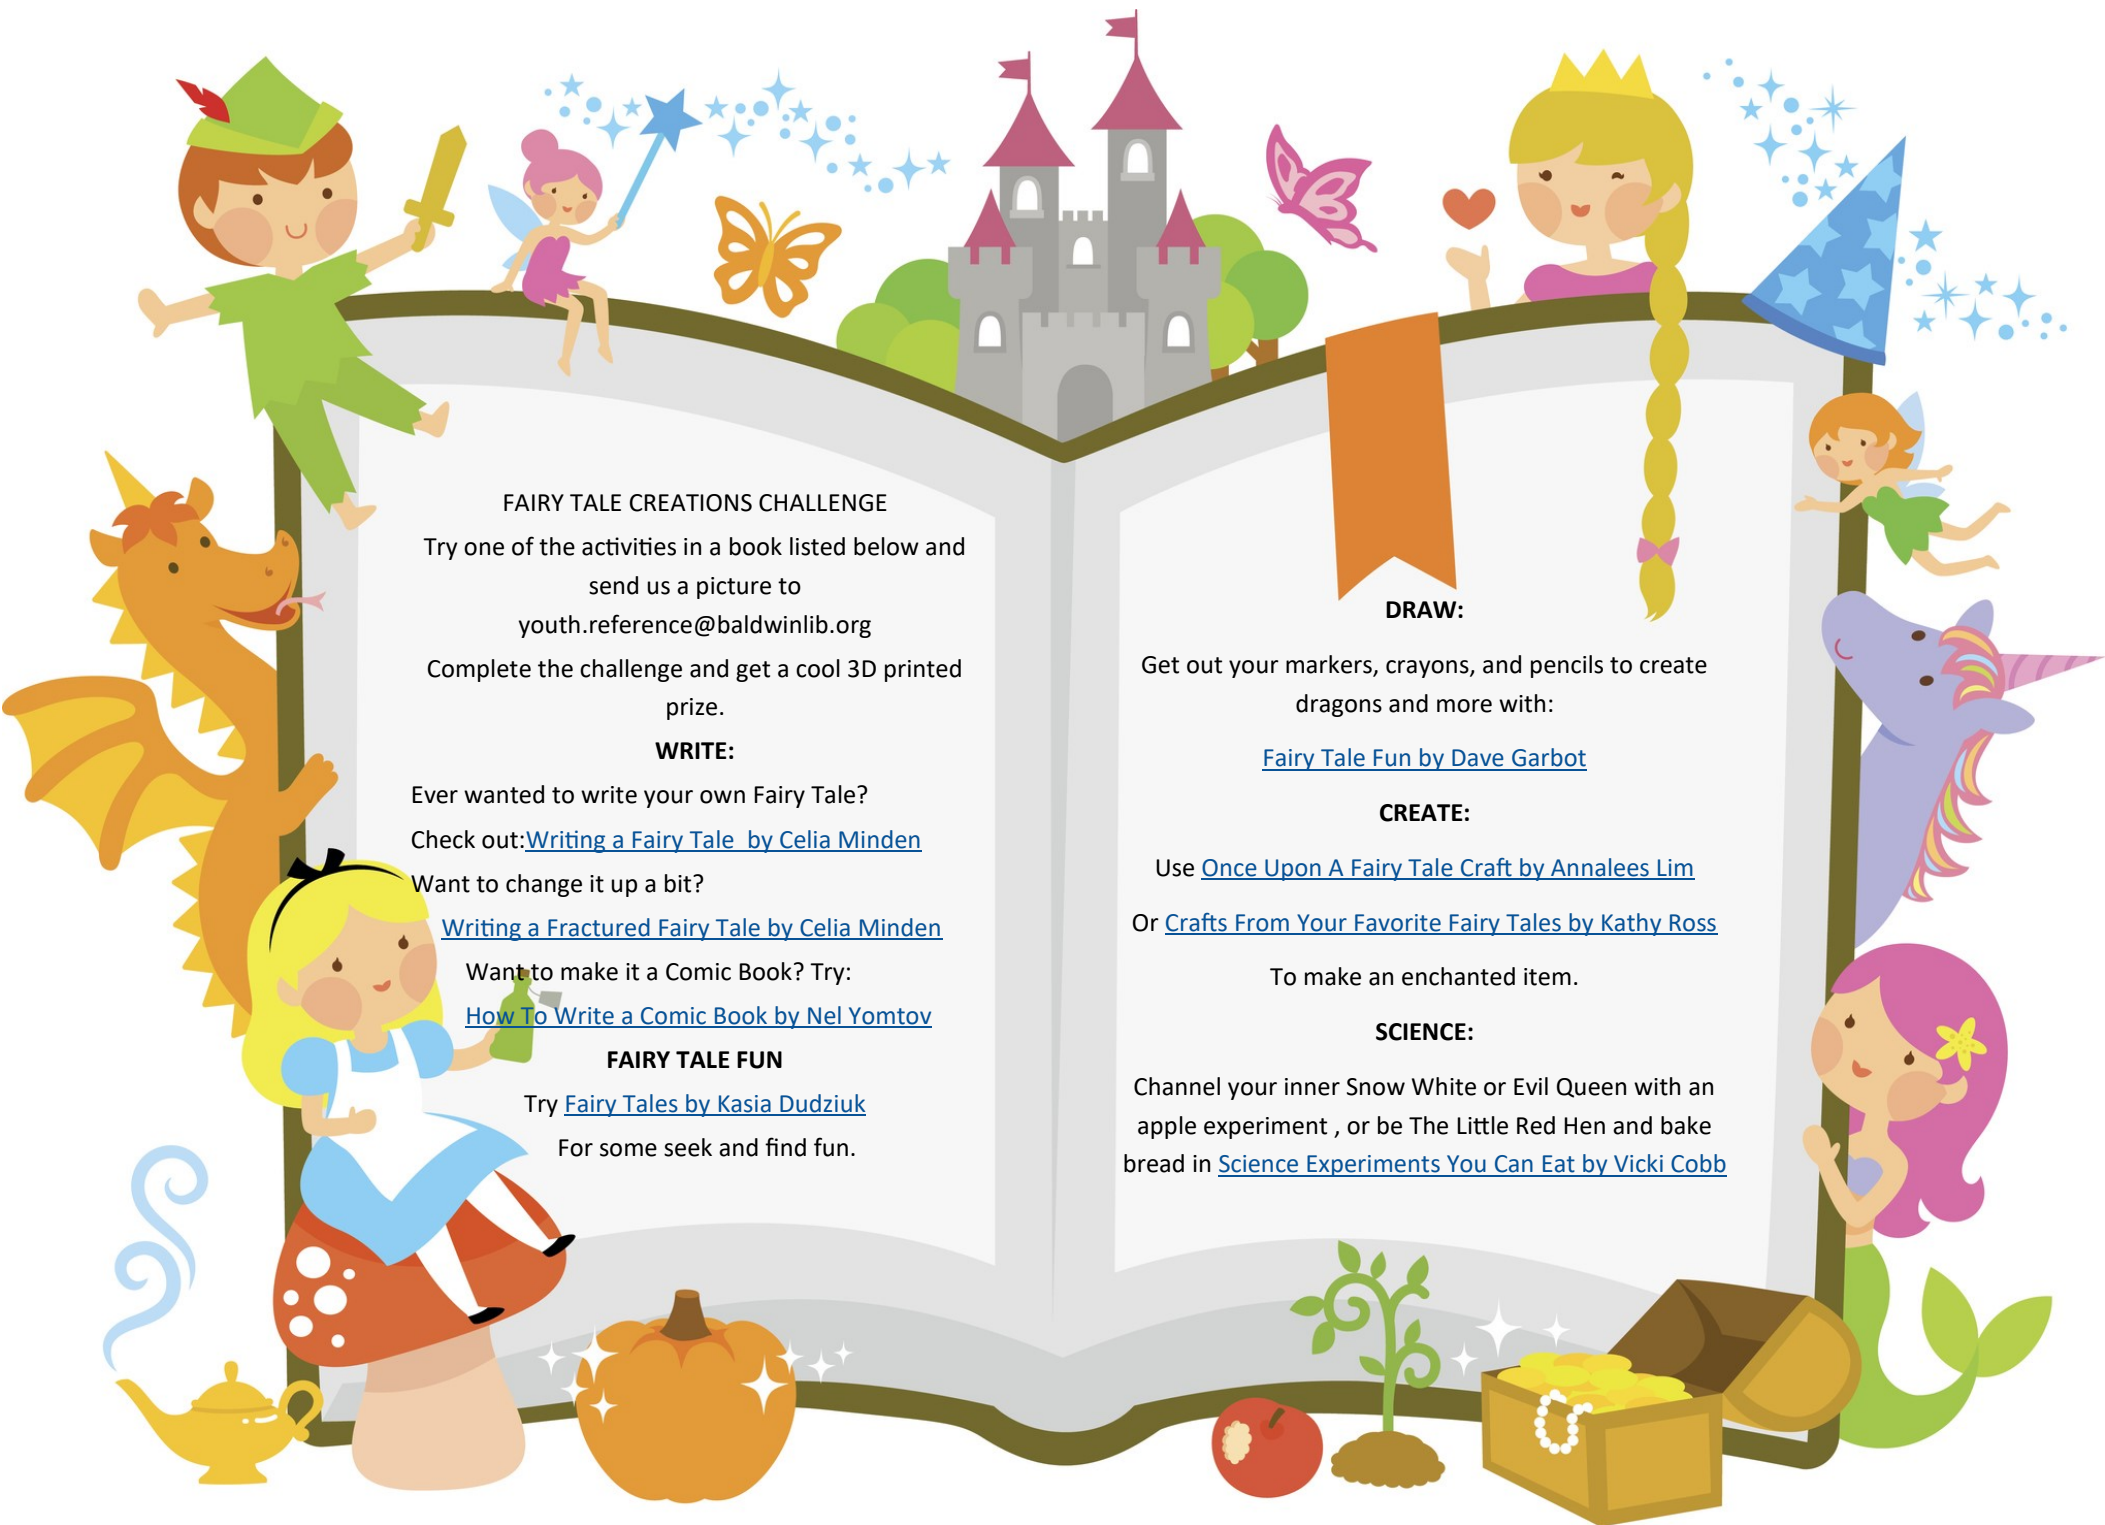 FAIRY TALE CREATIONS CHALLENGE
Try one of the activities in a book listed below and
send us a picture to
youth.reference@baldwinlib.org
Complete the challenge and get a cool 3D printed
prize.
WRITE:
Ever wanted to write your own Fairy Tale?
Check out:Writing a Fairy Tale  by Celia Minden
Want to change it up a bit?
Writing a Fractured Fairy Tale by Celia Minden
Want to make it a Comic Book? Try:
How To Write a Comic Book by Nel Yomtov
FAIRY TALE FUN
Try Fairy Tales by Kasia Dudziuk
For some seek and find fun.
DRAW:
Get out your markers, crayons, and pencils to create
dragons and more with:
Fairy Tale Fun by Dave Garbot
CREATE:
Use Once Upon A Fairy Tale Craft by Annalees Lim
Or Crafts From Your Favorite Fairy Tales by Kathy Ross
To make an enchanted item.
SCIENCE:
Channel your inner Snow White or Evil Queen with an
apple experiment , or be The Little Red Hen and bake
bread in Science Experiments You Can Eat by Vicki Cobb